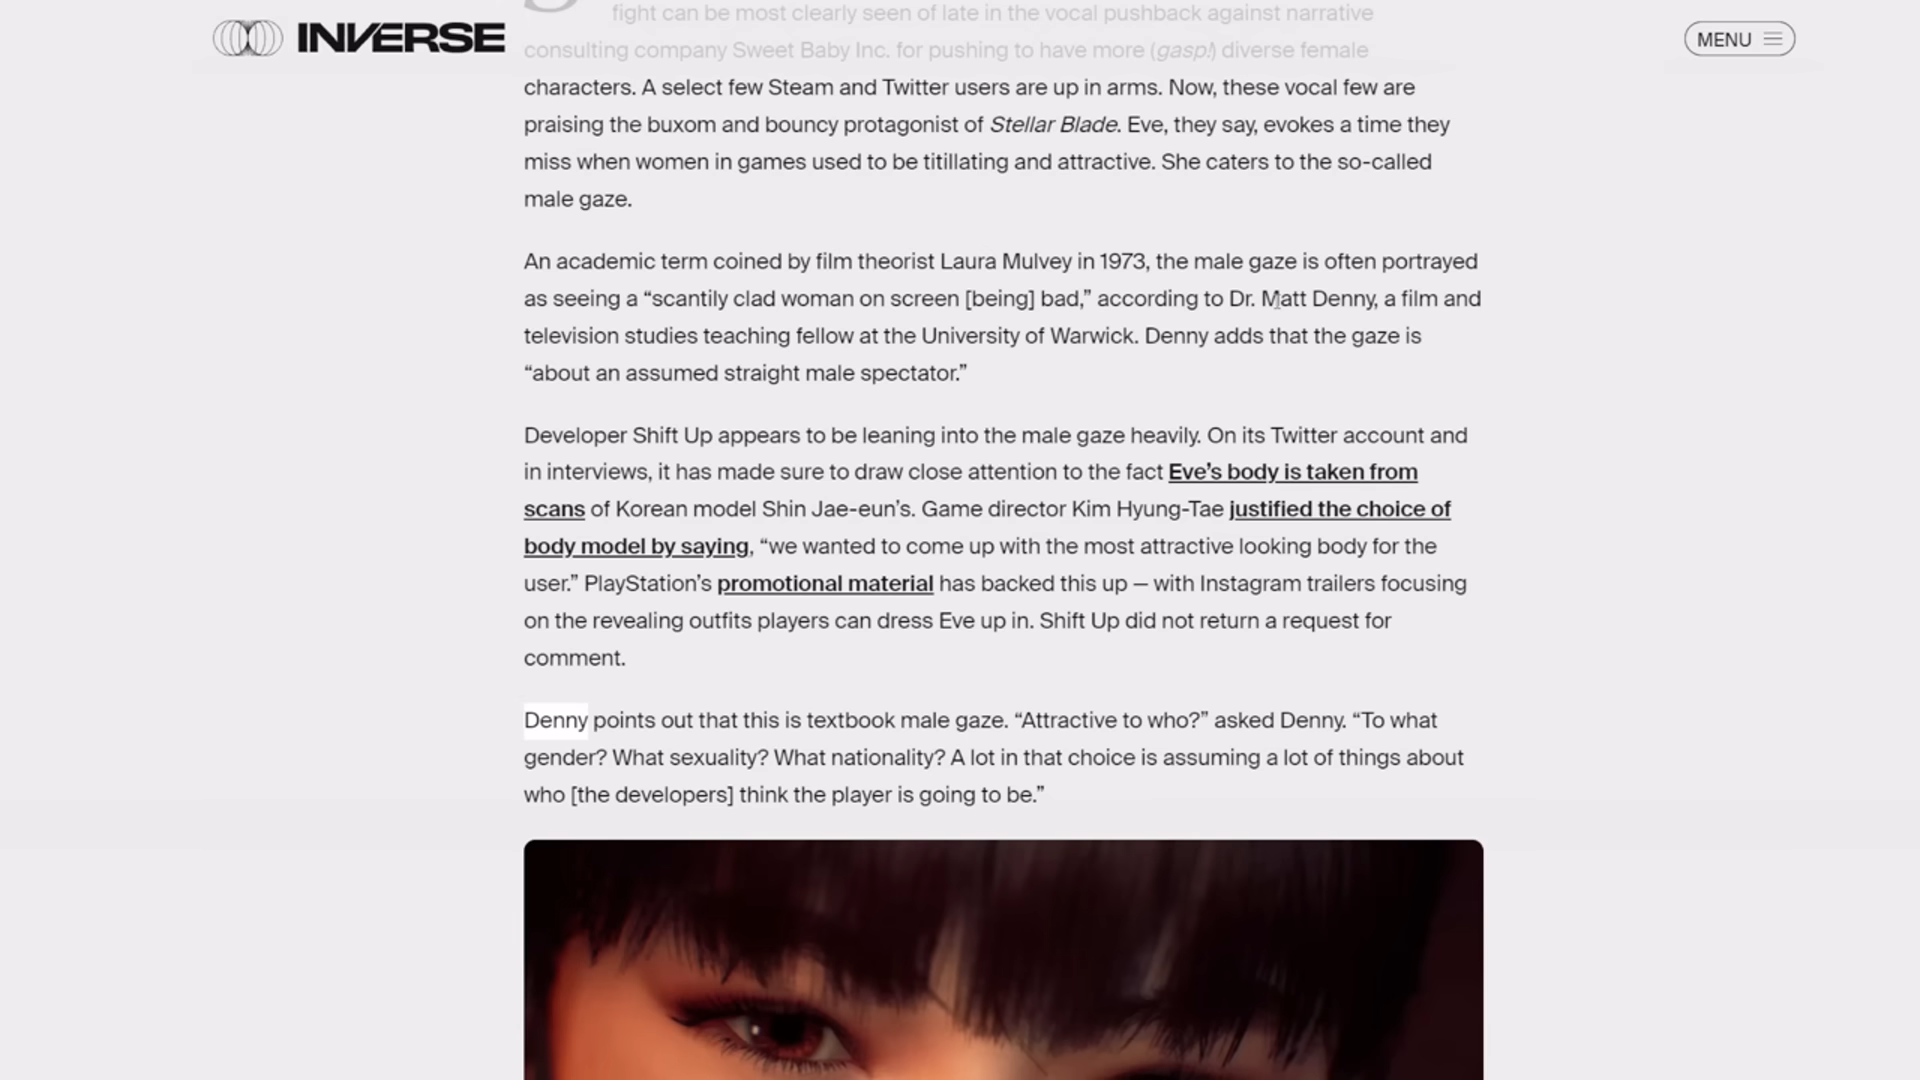 INVERSE
MENU
fight can be most clearly seen of late in the vocal pushback against narrative
consulting company Sweet Baby Inc. for pushing to have more (gasp!) diverse female
characters. A select few Steam and Twitter users are up in arms. Now, these vocal few are
praising the buxom and bouncy protagonist of Stellar Blade. Eve, they say, evokes a time they
miss when women in games used to be titillating and attractive. She caters to the so-called
male gaze.
An academic term coined by film theorist Laura Mulvey in 1973, the male gaze is often portrayed
as seeing a “scantily clad woman on screen [being] bad,” according to Dr. Matt Denny, a film and
television studies teaching fellow at the University of Warwick. Denny adds that the gaze is
“about an assumed straight male spectator.”
Developer Shift Up appears to be leaning into the male gaze heavily. On its Twitter account and
in interviews, it has made sure to draw close attention to the fact Eve’s body is taken from
scans of Korean model Shin Jae-eun’s. Game director Kim Hyung-Tae justified the choice of
body model by saying, “we wanted to come up with the most attractive looking body for the
user.” PlayStation’s promotional material has backed this up — with Instagram trailers focusing
on the revealing outfits players can dress Eve up in. Shift Up did not return a request for
comment.
Denny points out that this is textbook male gaze. “Attractive to who?” asked Denny. “To what
gender? What sexuality? What nationality? A lot in that choice is assuming a lot of things about
who [the developers] think the player is going to be.”